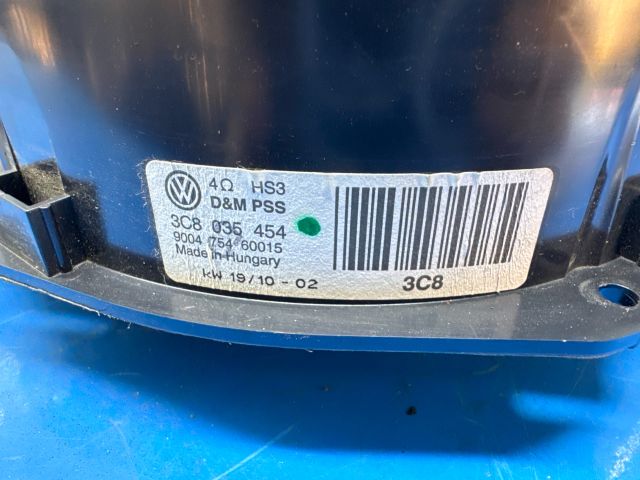 4Ω HS3
D&M PSS
3C8 035 454
9004 754 60015
Made in Hungary
KW 19/10 - 02
3C8